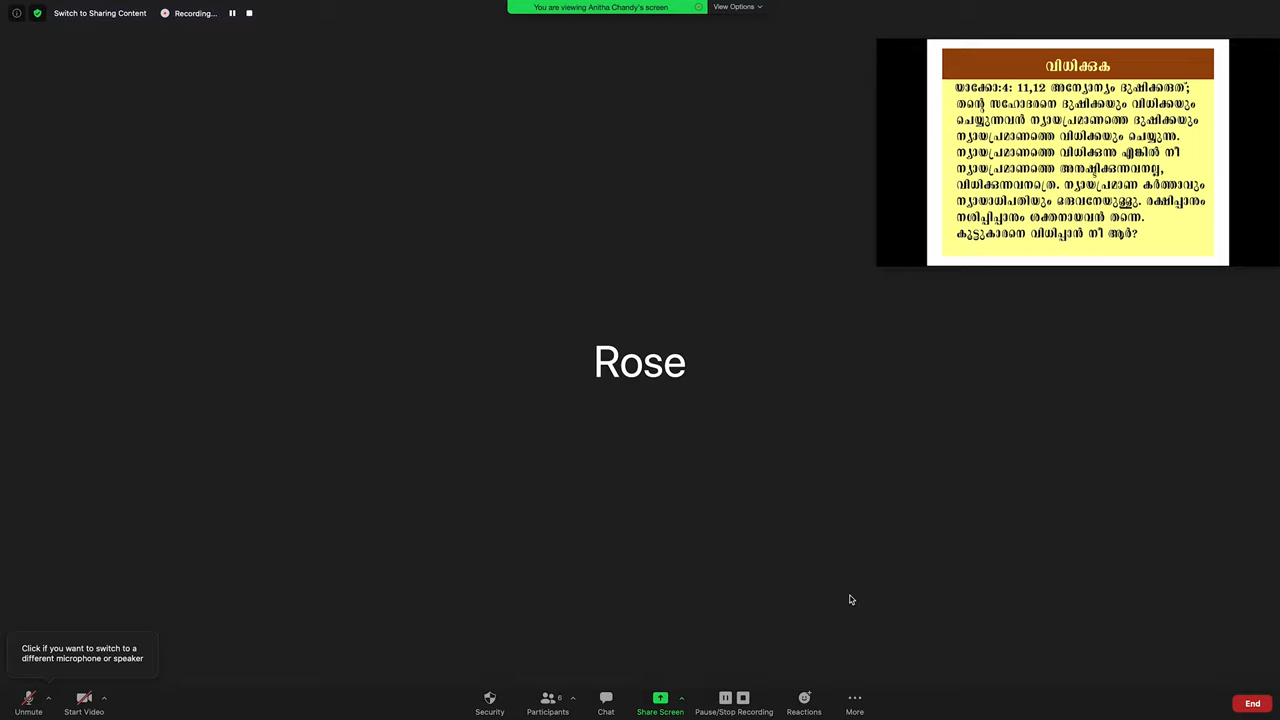 Switch to Sharing Content
Recording...
You are viewing Anitha Chandy's screen
View Options
വിധിക്കുക
യാക്കോ:4: 11,12 അന്യോന്യം ദുഷിക്കരുത്;
തന്റെ സഹോദരനെ ദുഷിക്കയും വിധിക്കയും
ചെയ്യുന്നവൻ ന്യായപ്രമാണത്തെ ദുഷിക്കയും
ന്യായപ്രമാണത്തെ വിധിക്കയും ചെയ്യുന്നു.
ന്യായപ്രമാണത്തെ വിധിക്കുന്നു എങ്കിൽ നീ
ന്യായപ്രമാണത്തെ അനുഷ്ടിക്കുന്നവനല്ല,
വിധിക്കുന്നവനത്രെ. ന്യായപ്രമാണ കർത്താവും
ന്യായാധിപതിയും ഒരുവനേയുള്ളു. രക്ഷിപ്പാനും
നശിപ്പിപ്പാനും ശക്തനായവൻ തന്നെ.
കൂട്ടുകാരനെ വിധിപ്പാൻ നീ ആർ?
Rose
Click if you want to switch to a
different microphone or speaker
Unmute
Start Video
Security
Participants
6
Chat
Share Screen
Pause/Stop Recording
Reactions
More
End